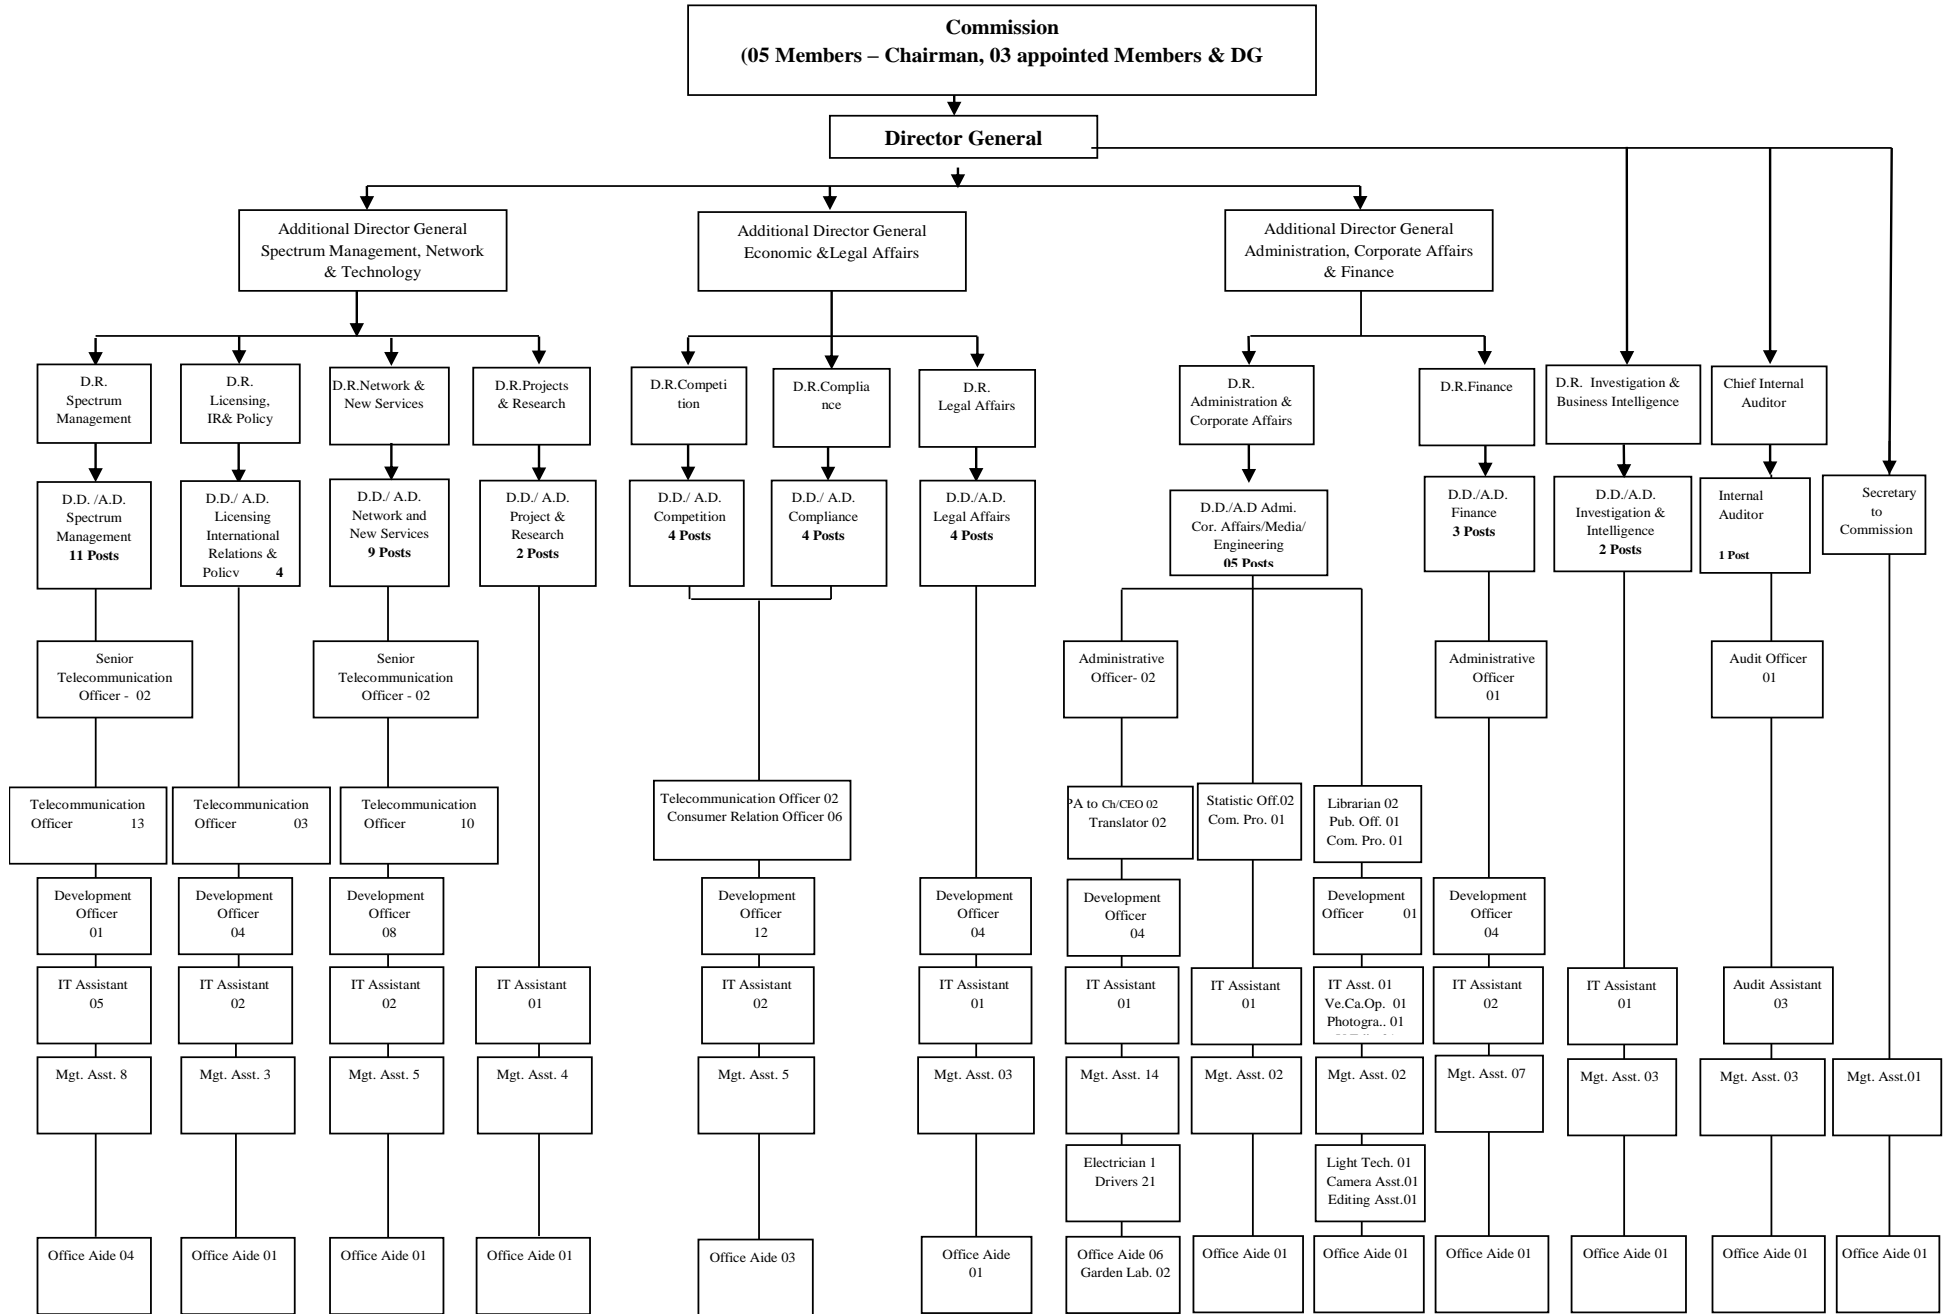 Commission
(05 Members – Chairman, 03 appointed Members & DG
Director General
Additional Director General
Spectrum Management, Network
& Technology
Additional Director General
Economic &Legal Affairs
Additional Director General
Administration, Corporate Affairs
& Finance
D.R.
Spectrum
Management
D.R.
Licensing,
IR& Policy
D.R.Network &
New Services
D.R.Projects
& Research
D.R.Competi
tion
D.R.Complia
nce
D.R.
Legal Affairs
D.R.
Administration &
Corporate Affairs
D.R.Finance
D.R. Investigation &
Business Intelligence
Chief Internal
Auditor
D.D. /A.D.
Spectrum
Management
11 Posts
D.D./ A.D.
Licensing
International
Relations &
Policy 4
D.D./ A.D.
Network and
New Services
9 Posts
D.D./ A.D.
Project &
Research
2 Posts
D.D./ A.D.
Competition
4 Posts
D.D./ A.D.
Compliance
4 Posts
D.D./A.D.
Legal Affairs
4 Posts
D.D./A.D Admi.
Cor. Affairs/Media/
Engineering
05 Posts
D.D./A.D.
Finance
3 Posts
D.D./A.D.
Investigation &
Intelligence
2 Posts
Internal
Auditor
1 Post
Secretary
to
Commission
Senior
Telecommunication
Officer - 02
Senior
Telecommunication
Officer - 02
Administrative
Officer- 02
Administrative
Officer
01
Audit Officer
01
Telecommunication
Officer 13
Telecommunication
Officer 03
Telecommunication
Officer 10
Telecommunication Officer 02
Consumer Relation Officer 06
PA to Ch/CEO 02
Translator 02
Statistic Off.02
Com. Pro. 01
Librarian 02
Pub. Off. 01
Com. Pro. 01
Development
Officer
01
Development
Officer
04
Development
Officer
08
Development
Officer
12
Development
Officer
04
Development
Officer
04
Development
Officer 01
Development
Officer
04
IT Assistant
05
IT Assistant
02
IT Assistant
02
IT Assistant
01
IT Assistant
02
IT Assistant
01
IT Assistant
01
IT Assistant
01
IT Asst. 01
Ve.Ca.Op. 01
Photogra.. 01
IT Assistant
02
IT Assistant
01
Audit Assistant
03
Mgt. Asst. 8
Mgt. Asst. 3
Mgt. Asst. 5
Mgt. Asst. 4
Mgt. Asst. 5
Mgt. Asst. 03
Mgt. Asst. 14
Mgt. Asst. 02
Mgt. Asst. 02
Mgt. Asst. 07
Mgt. Asst. 03
Mgt. Asst. 03
Mgt. Asst.01
Electrician 1
Drivers 21
Light Tech. 01
Camera Asst.01
Editing Asst.01
Office Aide 04
Office Aide 01
Office Aide 01
Office Aide 01
Office Aide 03
Office Aide
01
Office Aide 06
Garden Lab. 02
Office Aide 01
Office Aide 01
Office Aide 01
Office Aide 01
Office Aide 01
Office Aide 01